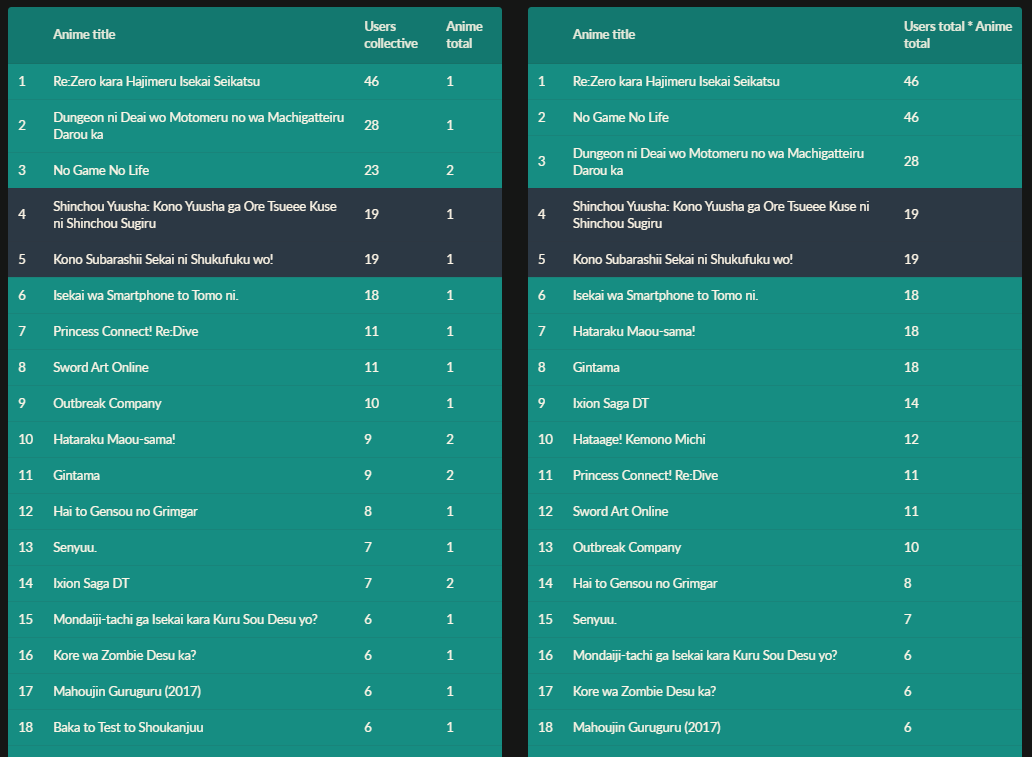 Anime title Users collective Anime total
1 Re:Zero kara Hajimeru Isekai Seikatsu 46 1
2 Dungeon ni Deai wo Motomeru no wa Machigatteiru
Darou ka 28 1
3 No Game No Life 23 2
4 Shinchou Yuusha: Kono Yuusha ga Ore Tsueee Kuse
ni Shinchou Sugiru 19 1
5 Kono Subarashii Sekai ni Shukufuku wo! 19 1
6 Isekai wa Smartphone to Tomo ni. 18 1
7 Princess Connect! Re:Dive 11 1
8 Sword Art Online 11 1
9 Outbreak Company 10 1
10 Hataraku Maou-sama! 9 2
11 Gintama 9 2
12 Hai to Gensou no Grimgar 8 1
13 Senyuu. 7 1
14 Ixion Saga DT 7 2
15 Mondaiji-tachi ga Isekai kara Kuru Sou Desu yo? 6 1
16 Kore wa Zombie Desu ka? 6 1
17 Mahoujin Guruguru (2017) 6 1
18 Baka to Test to Shoukanjuu 6 1
Anime title Users total * Anime
total
1 Re:Zero kara Hajimeru Isekai Seikatsu 46
2 No Game No Life 46
3 Dungeon ni Deai wo Motomeru no wa Machigatteiru
Darou ka 28
4 Shinchou Yuusha: Kono Yuusha ga Ore Tsueee Kuse ni
Shinchou Sugiru 19
5 Kono Subarashii Sekai ni Shukufuku wo! 19
6 Isekai wa Smartphone to Tomo ni. 18
7 Hataraku Maou-sama! 18
8 Gintama 18
9 Ixion Saga DT 14
10 Hataage! Kemono Michi 12
11 Princess Connect! Re:Dive 11
12 Sword Art Online 11
13 Outbreak Company 10
14 Hai to Gensou no Grimgar 8
15 Senyuu. 7
16 Mondaiji-tachi ga Isekai kara Kuru Sou Desu yo? 6
17 Kore wa Zombie Desu ka? 6
18 Mahoujin Guruguru (2017) 6